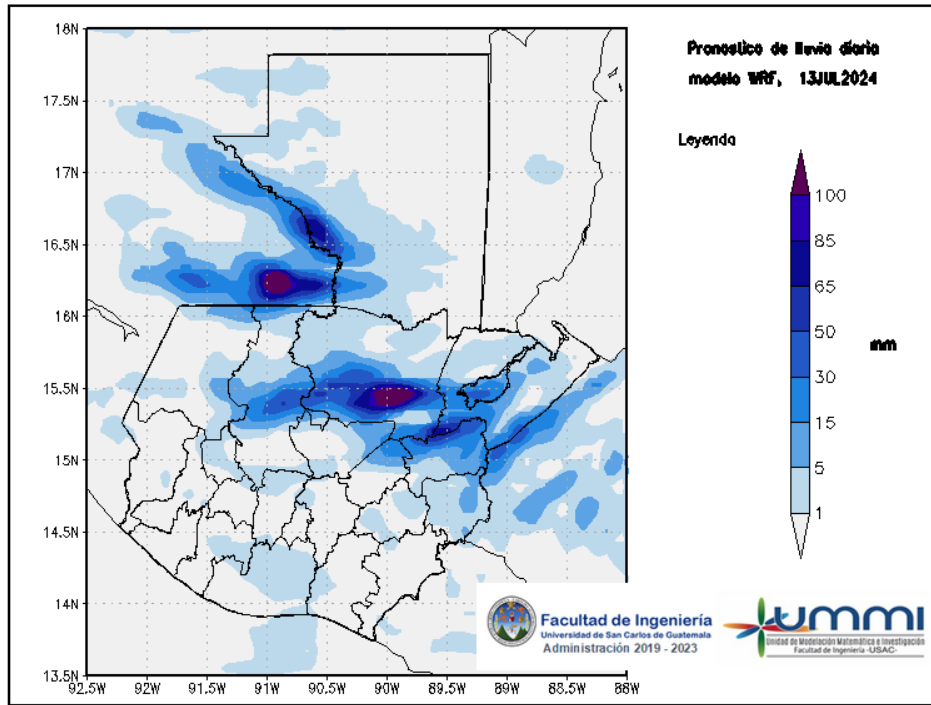 18N
17.5N
17N
16.5N
16N
15.5N
15N
14.5N
14N
13.5N
92.5W
92W
91.5W
91W
90.5W
90W
89.5W
89W
88.5W
88W
Pronostico de lluvia diaria
modelo WRF, 13JUL2024
Leyenda
100
85
65
50
30
15
5
1
mm
Facultad de Ingeniería
Universidad de San Carlos de Guatemala
Administración 2019 - 2023
UMMI
Unidad de Modelación Matemática e Investigación
Facultad de Ingeniería -USAC-